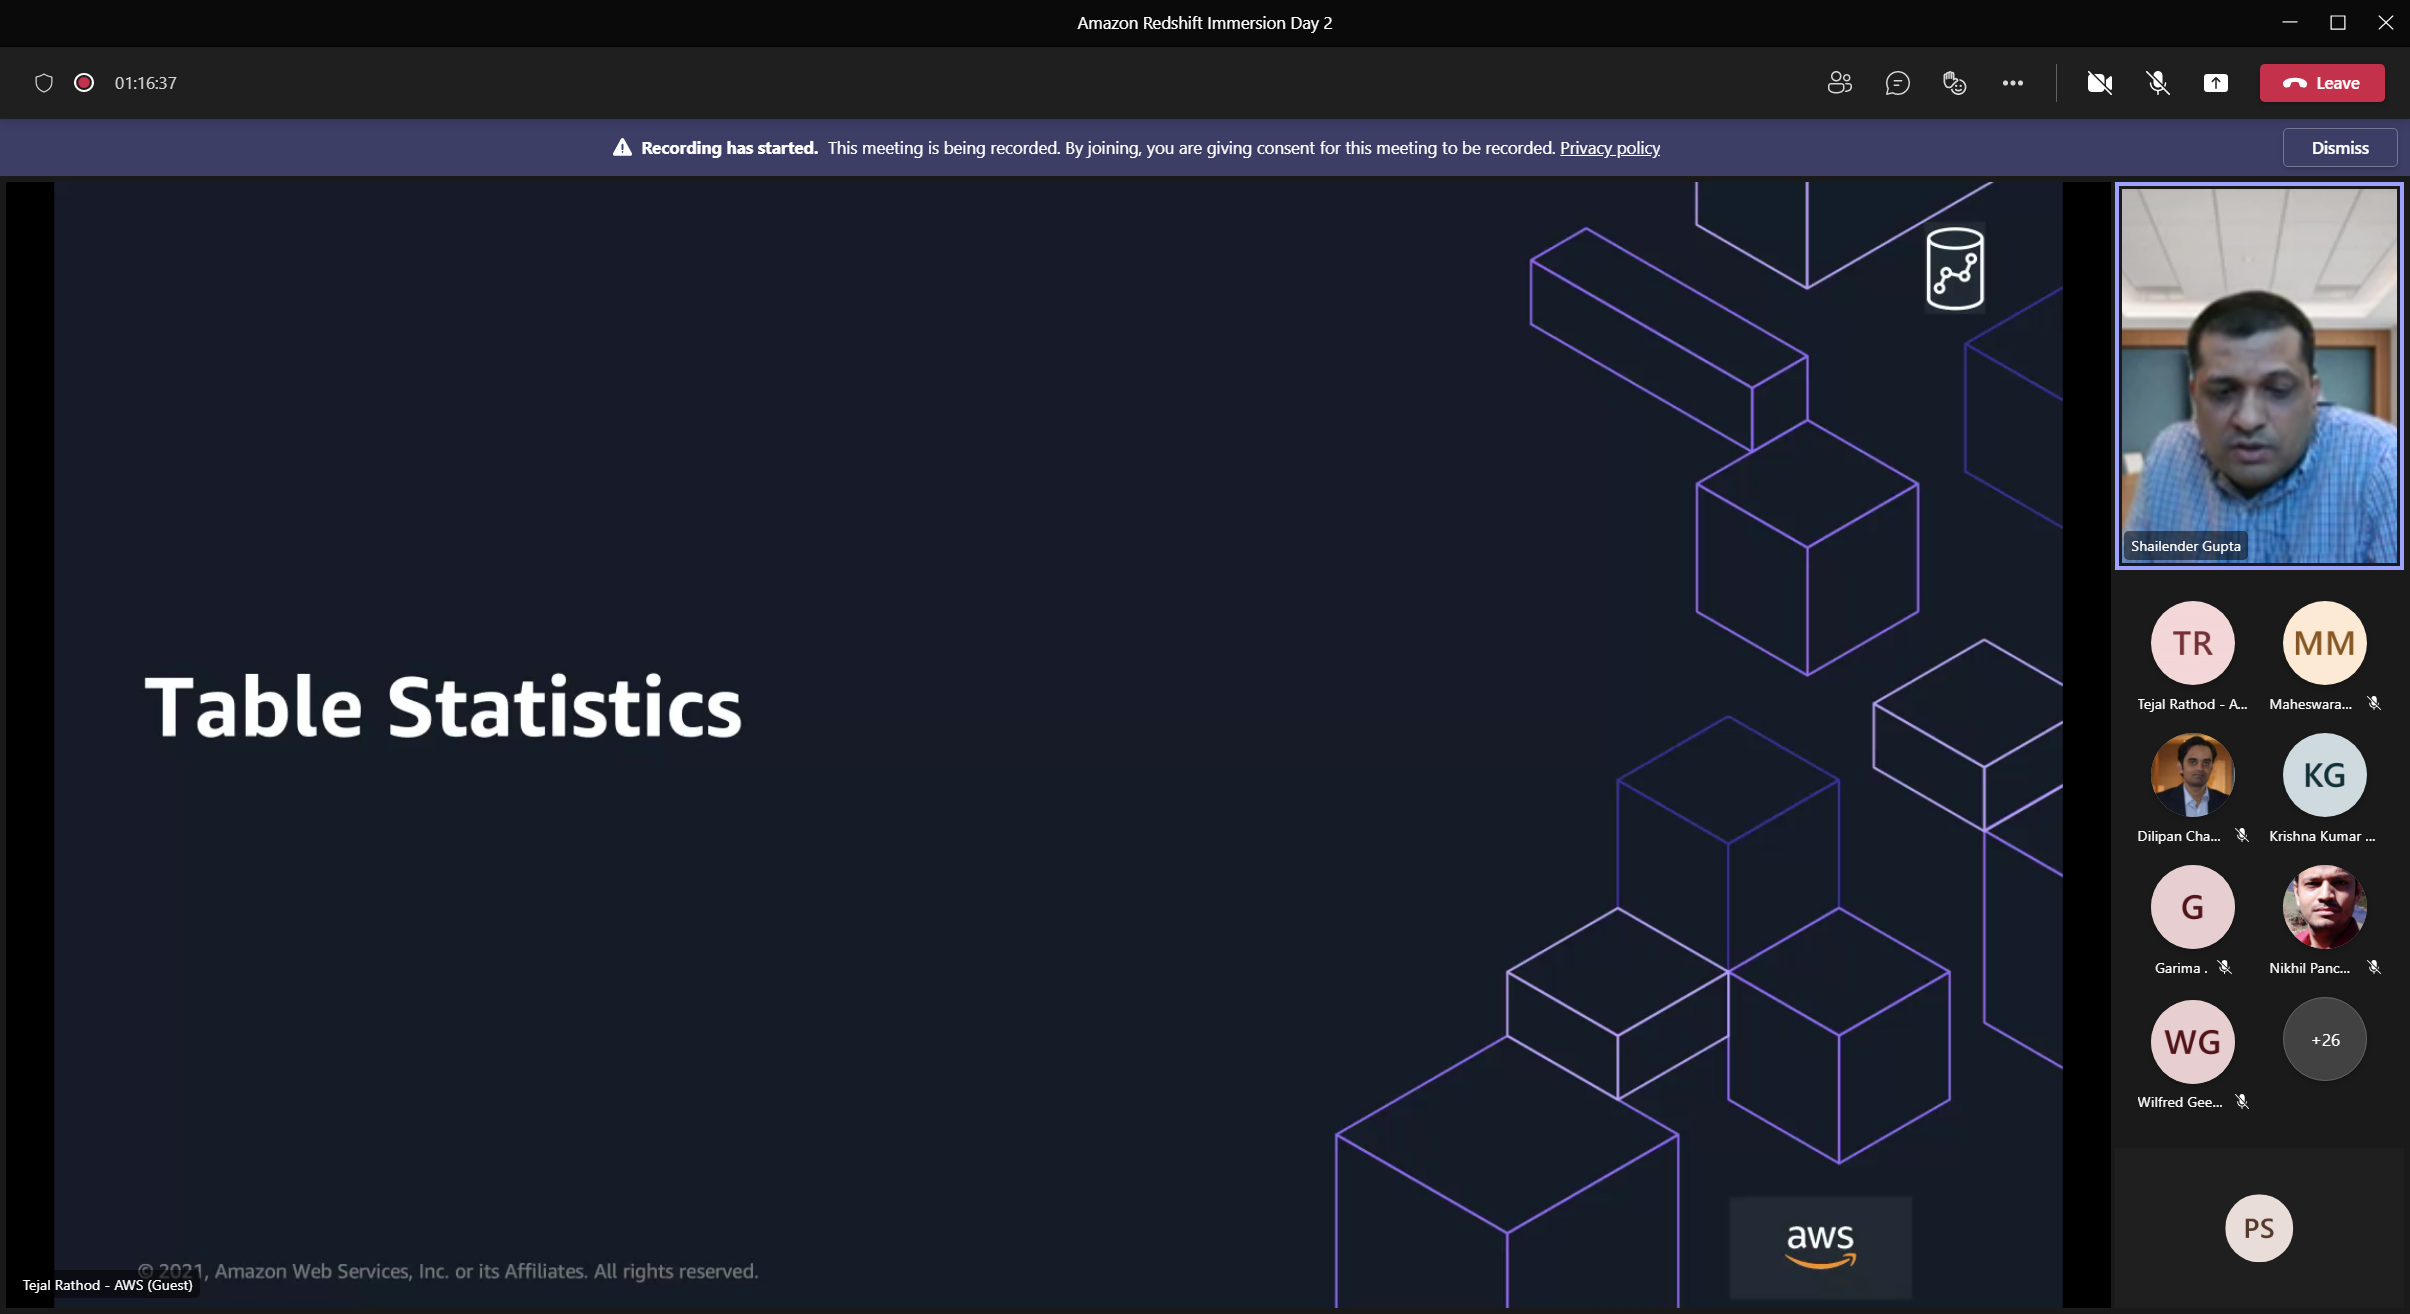 Amazon Redshift Immersion Day 2
01:16:37
Leave
Recording has started. This meeting is being recorded. By joining, you are giving consent for this meeting to be recorded. Privacy policy
Dismiss
Table Statistics
aws
© 2021, Amazon Web Services, Inc. or its Affiliates. All rights reserved.
Tejal Rathod - AWS (Guest)
Shailender Gupta
TR
MM
Tejal Rathod - A...
Maheswara...
KG
Dilipan Cha...
Krishna Kumar ...
G
Garima .
Nikhil Panc...
WG
+26
Wilfred Gee...
PS